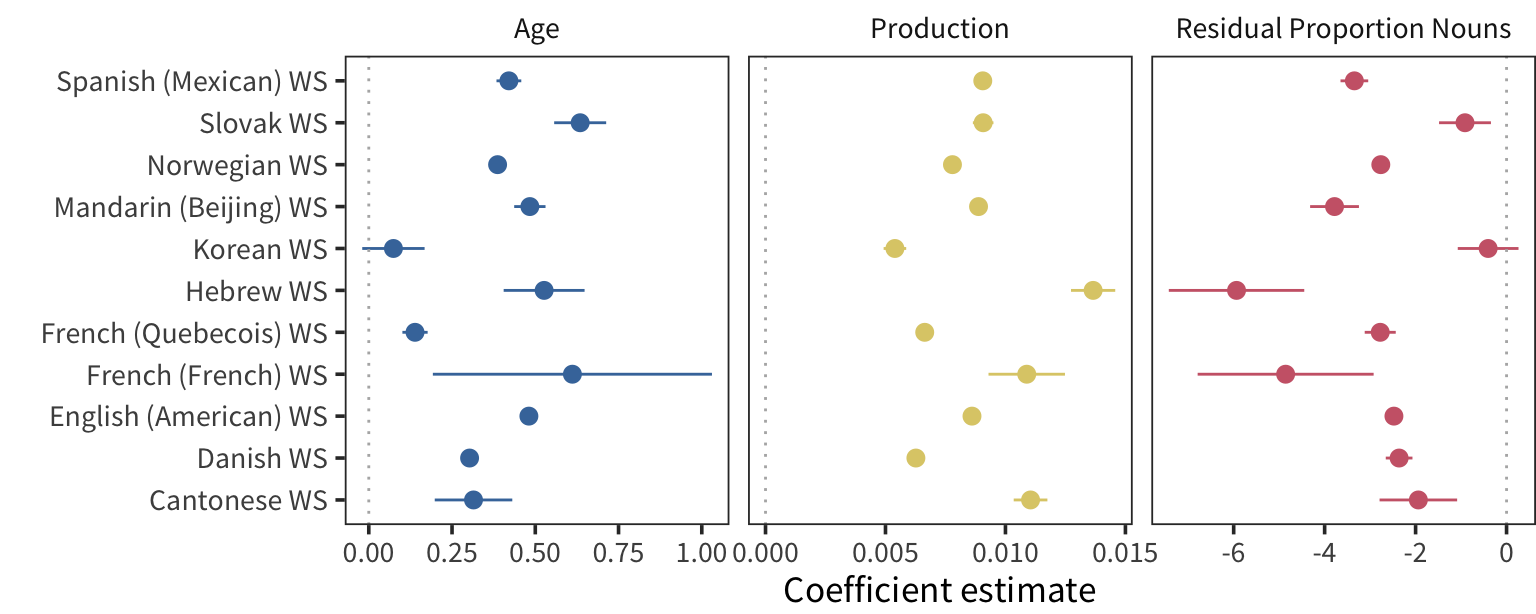 Age
Production
Residual Proportion Nouns
Spanish (Mexican) WS
Slovak WS
Norwegian WS
Mandarin (Beijing) WS
Korean WS
Hebrew WS
French (Quebecois) WS
French (French) WS
English (American) WS
Danish WS
Cantonese WS
0.00 0.25 0.50 0.75 1.00 0.000 0.005 0.010 0.015 -6 -4 -2 0
Coefficient estimate